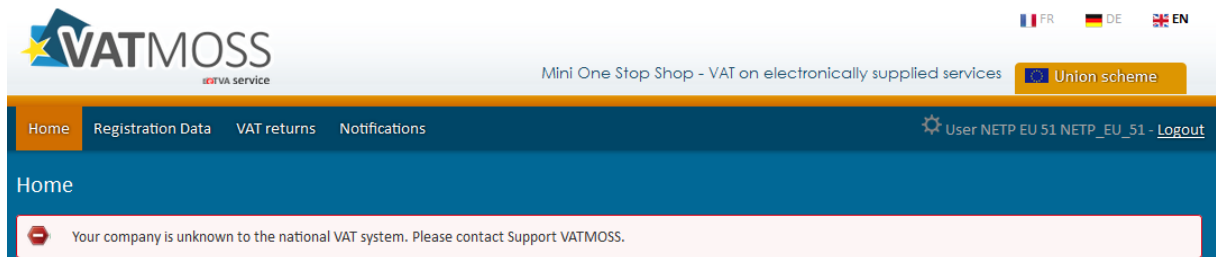 FR DE EN
VATMOSS
TVA service
Mini One Stop Shop - VAT on electronically supplied services
Union scheme
Home Registration Data VAT returns Notifications
User NETP EU 51 NETP_EU_51 - Logout
Home
Your company is unknown to the national VAT system. Please contact Support VATMOSS.